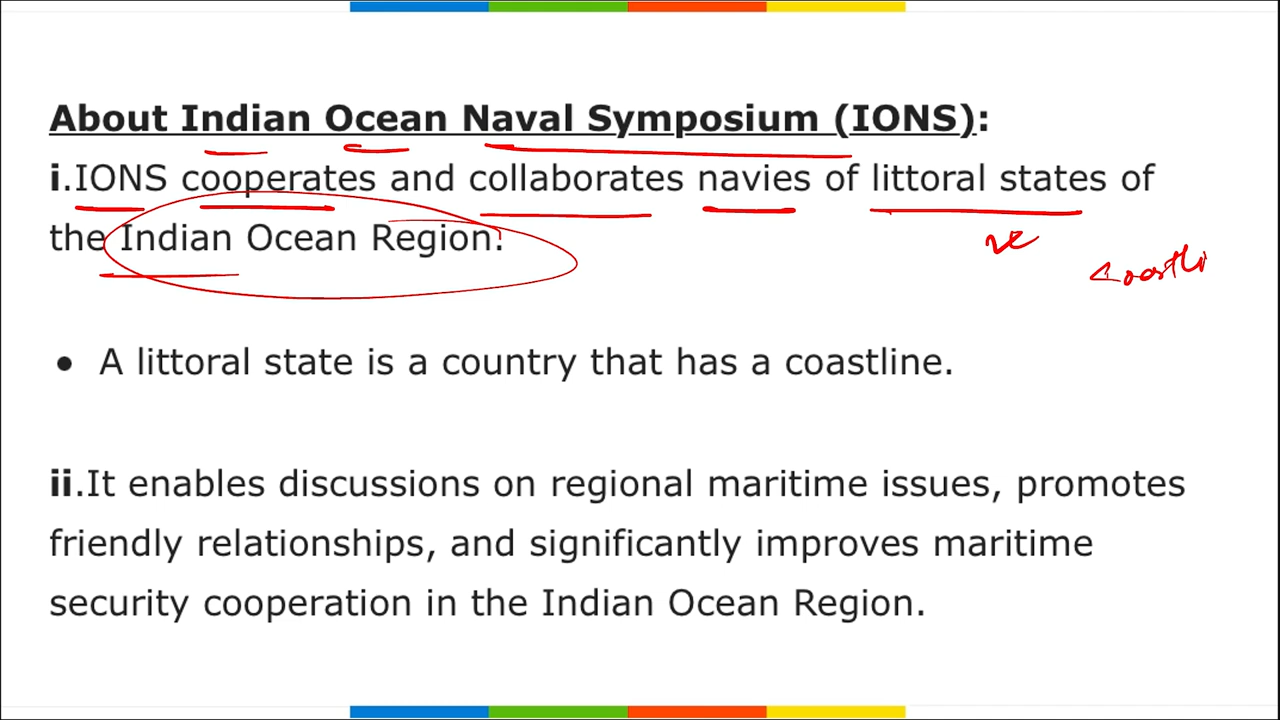 About Indian Ocean Naval Symposium (IONS):
i.IONS cooperates and collaborates navies of littoral states of
the Indian Ocean Region.
• A littoral state is a country that has a coastline.
ii.It enables discussions on regional maritime issues, promotes
friendly relationships, and significantly improves maritime
security cooperation in the Indian Ocean Region.